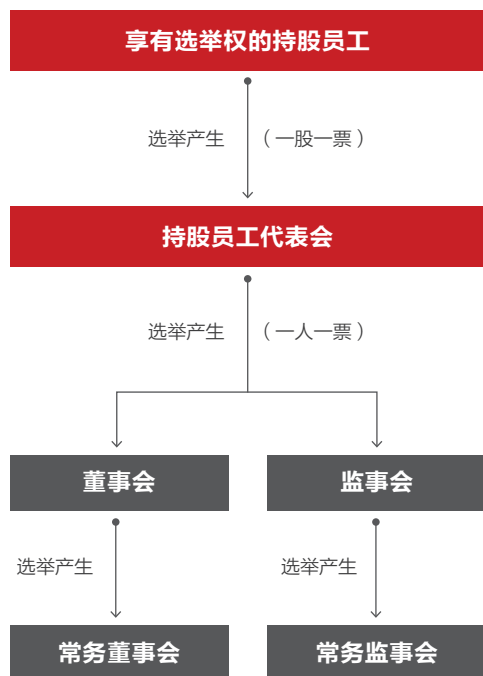 享有选举权的持股员工
选举产生 （一股一票）
持股员工代表会
选举产生 （一人一票）
董事会 监事会
选举产生 选举产生
常务董事会 常务监事会